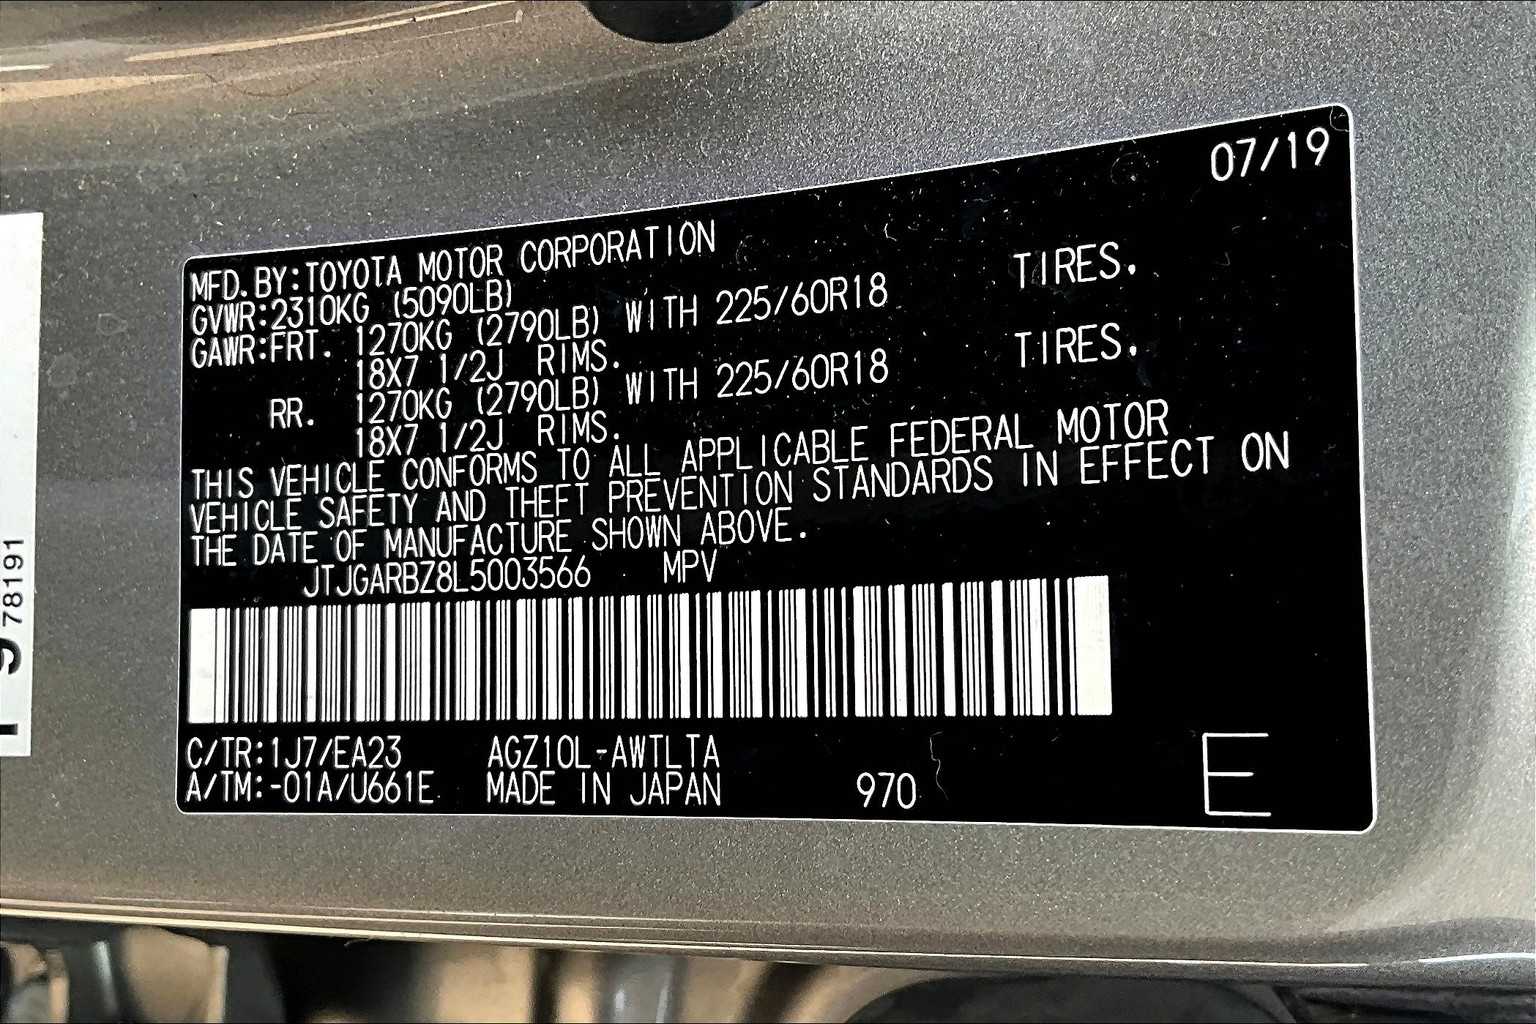 07/19
MFD.BY:TOYOTA MOTOR CORPORATION
GVWR:2310KG (5090LB)
GAWR:FRT. 1270KG (2790LB) WITH 225/60R18 TIRES.
18X7 1/2J RIMS.
RR. 1270KG (2790LB) WITH 225/60R18 TIRES.
18X7 1/2J RIMS.
THIS VEHICLE CONFORMS TO ALL APPLICABLE FEDERAL MOTOR
VEHICLE SAFETY AND THEFT PREVENTION STANDARDS IN EFFECT ON
THE DATE OF MANUFACTURE SHOWN ABOVE.
JTJGARBZ8L5003566 MPV
C/TR:1J7/EA23 AGZ10L-AWTLTA
A/TM:-01A/U661E MADE IN JAPAN 970 E
78191